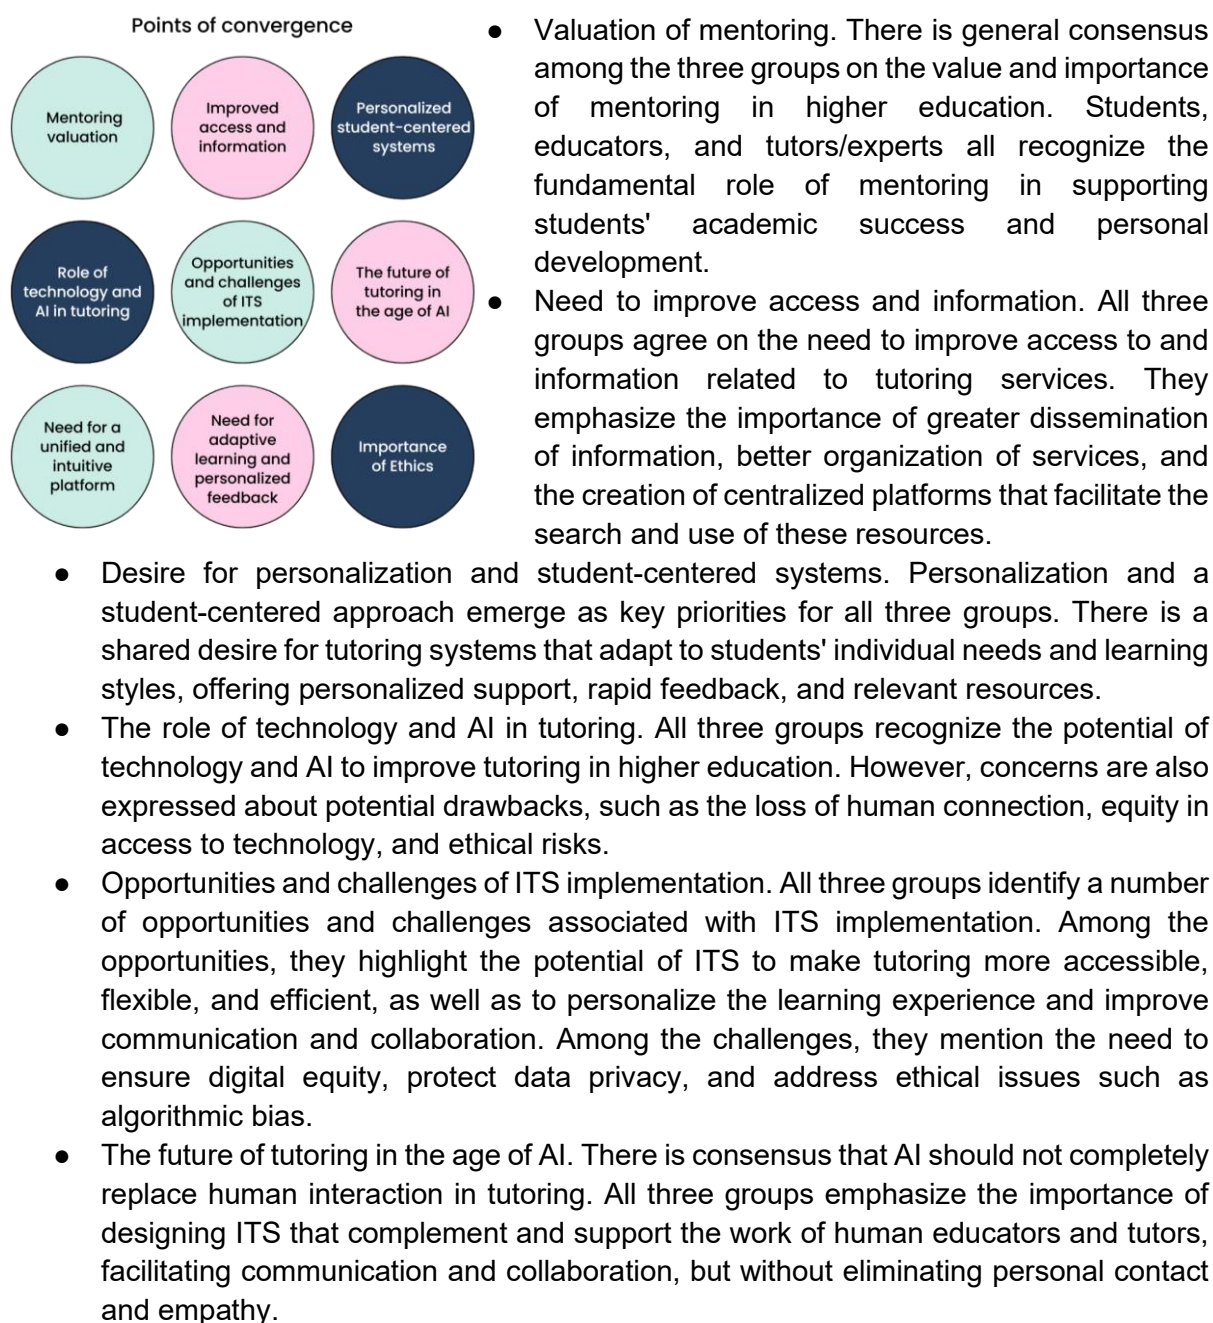 Points of convergence
Mentoring
valuation
Improved
access and
information
Personalized
student-centered
systems
Role of
technology and
AI in tutoring
Opportunities
and challenges
of ITS
implementation
The future of
tutoring in
the age of AI
Need for a
unified and
intuitive
platform
Need for
adaptive
learning and
personalized
feedback
Importance
of Ethics
● Valuation of mentoring. There is general consensus
among the three groups on the value and importance
of mentoring in higher education. Students,
educators, and tutors/experts all recognize the
fundamental role of mentoring in supporting
students' academic success and personal
development.
● Need to improve access and information. All three
groups agree on the need to improve access to and
information related to tutoring services. They
emphasize the importance of greater dissemination
of information, better organization of services, and
the creation of centralized platforms that facilitate the
search and use of these resources.
● Desire for personalization and student-centered systems. Personalization and a
student-centered approach emerge as key priorities for all three groups. There is a
shared desire for tutoring systems that adapt to students' individual needs and learning
styles, offering personalized support, rapid feedback, and relevant resources.
● The role of technology and AI in tutoring. All three groups recognize the potential of
technology and AI to improve tutoring in higher education. However, concerns are also
expressed about potential drawbacks, such as the loss of human connection, equity in
access to technology, and ethical risks.
● Opportunities and challenges of ITS implementation. All three groups identify a number
of opportunities and challenges associated with ITS implementation. Among the
opportunities, they highlight the potential of ITS to make tutoring more accessible,
flexible, and efficient, as well as to personalize the learning experience and improve
communication and collaboration. Among the challenges, they mention the need to
ensure digital equity, protect data privacy, and address ethical issues such as
algorithmic bias.
● The future of tutoring in the age of AI. There is consensus that AI should not completely
replace human interaction in tutoring. All three groups emphasize the importance of
designing ITS that complement and support the work of human educators and tutors,
facilitating communication and collaboration, but without eliminating personal contact
and empathy.